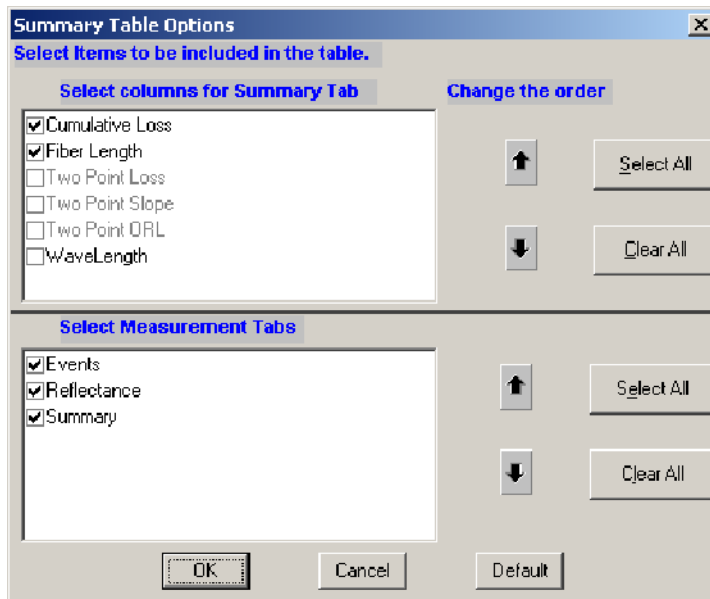 Summary Table Options
Select Items to be included in the table.
Select columns for Summary Tab Change the order
Cumulative Loss
Fiber Length
Two Point Loss
Two Point Slope
Two Point ORL
WaveLength
Select All
Clear All
Select Measurement Tabs
Events
Reflectance
Summary
Select All
Clear All
OK Cancel Default